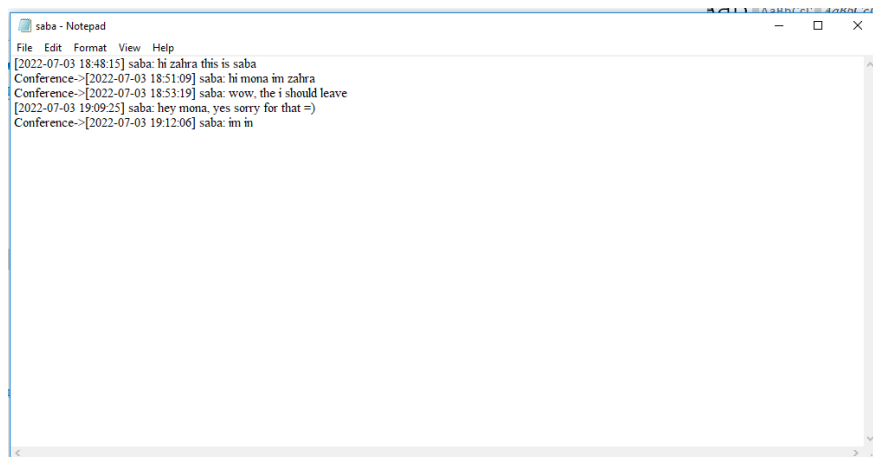 saba - Notepad
File Edit Format View Help
[2022-07-03 18:48:15] saba: hi zahra this is saba
Conference->[2022-07-03 18:51:09] saba: hi mona im zahra
Conference->[2022-07-03 18:53:19] saba: wow, the i should leave
[2022-07-03 19:09:25] saba: hey mona, yes sorry for that =)
Conference->[2022-07-03 19:12:06] saba: im in